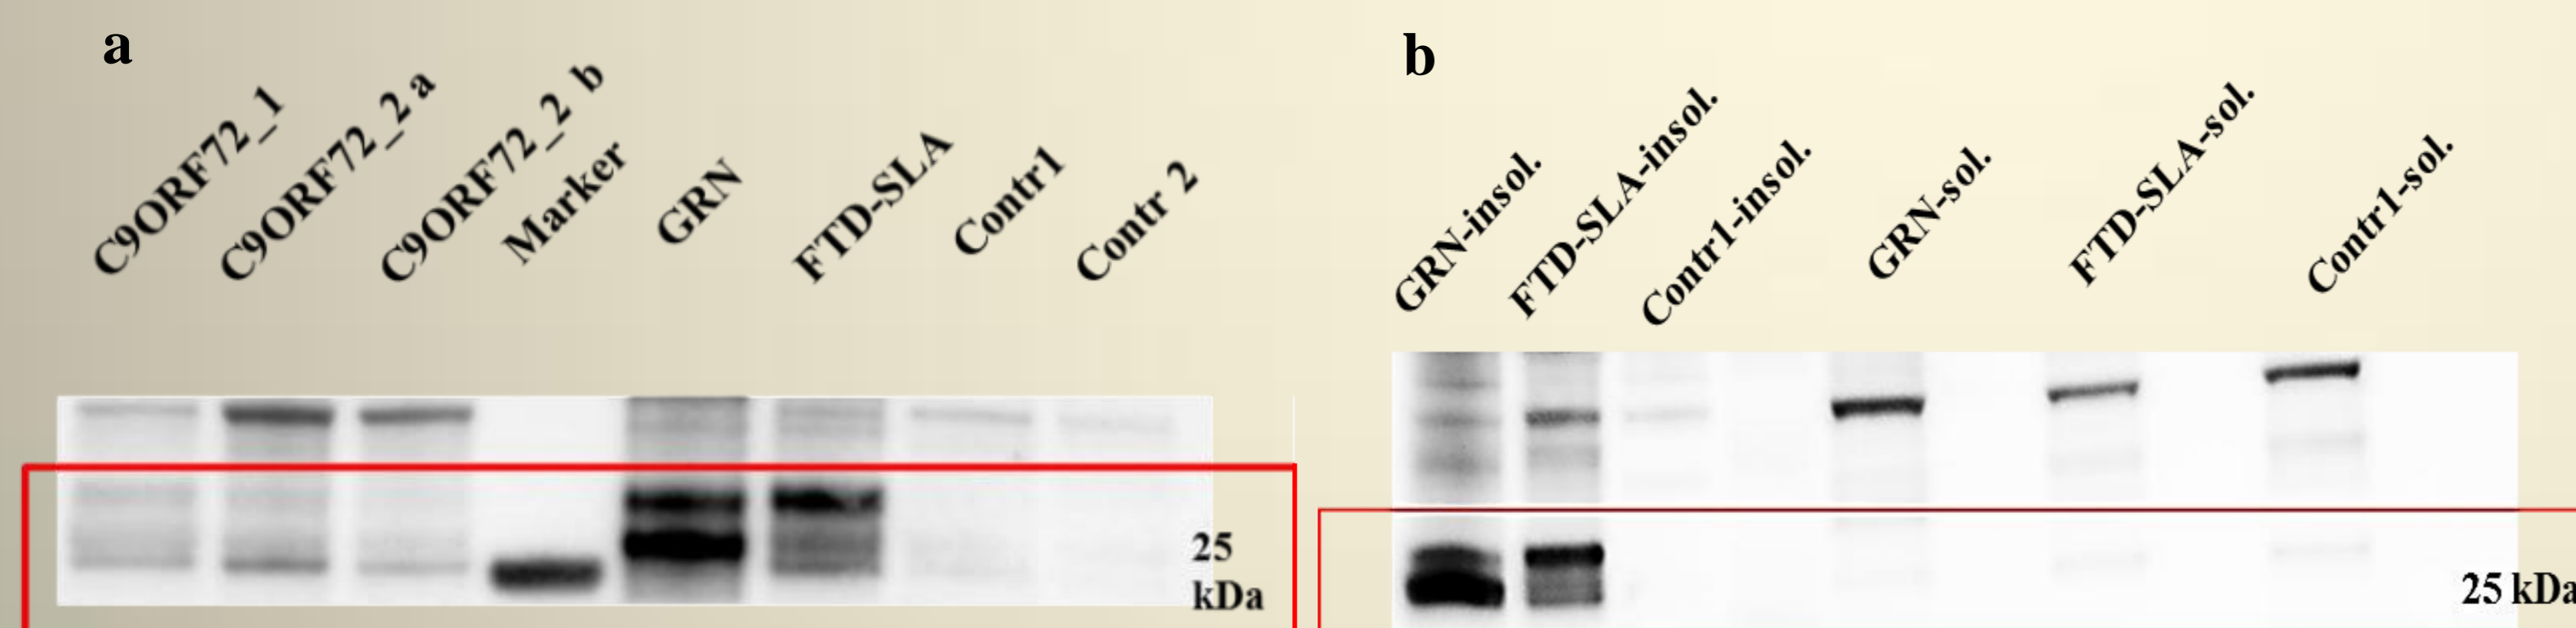 a
C9ORF72_1
C9ORF72_2 a
C9ORF72_2 b
Marker
GRN
FTD-SLA
Contr1
Contr 2
25
kDa
b
GRN-insol.
FTD-SLA-insol.
Contr1-insol.
GRN-sol.
FTD-SLA-sol.
Contr1-sol.
25 kDa